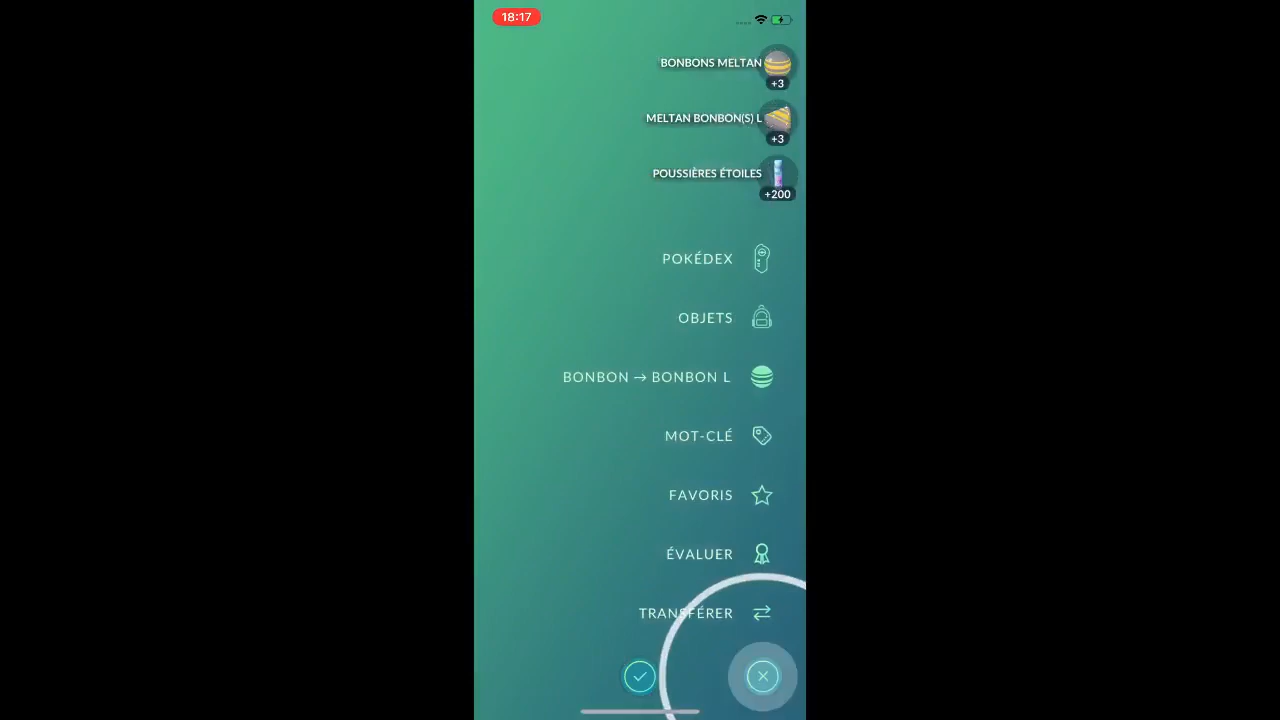 18:17
BONBONS MELTAN
+3
MELTAN BONBON(S) L
+3
POUSSIÈRES ÉTOILES
+200
POKÉDEX
OBJETS
BONBON → BONBON L
MOT-CLÉ
FAVORIS
ÉVALUER
TRANSFÉRER